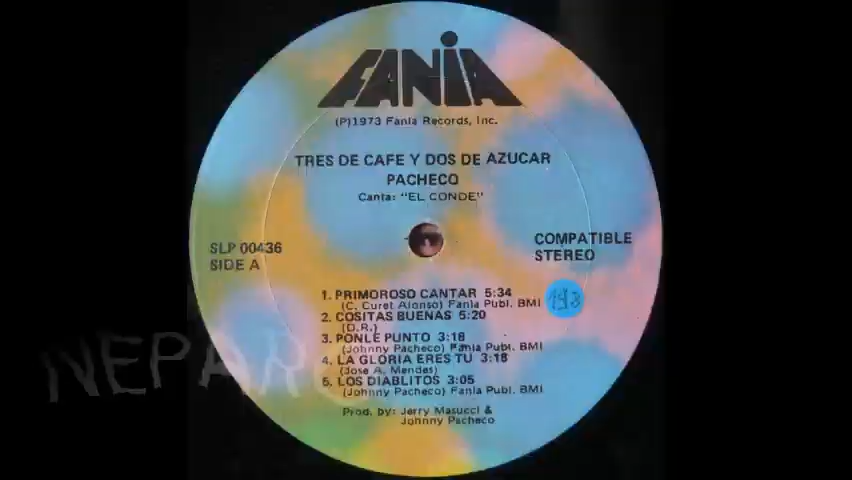 FANIA
(P)1973 Fania Records, Inc.
TRES DE CAFE Y DOS DE AZUCAR
PACHECO
Canta: "EL CONDE"
SLP 00436
SIDE A
COMPATIBLE
STEREO
1. PRIMOROSO CANTAR 5:34
(C. Curet Alonso) Fania Publ. BMI
2. COSITAS BUENAS 5:20
(D.R.)
3. PONLE PUNTO 3:18
(Johnny Pacheco) Fania Publ. BMI
4. LA GLORIA ERES TU 3:18
(Jose A. Mendes)
5. LOS DIABLITOS 3:05
(Johnny Pacheco) Fania Publ. BMI
Prod. by: Jerry Masucci &
Johnny Pacheco
193